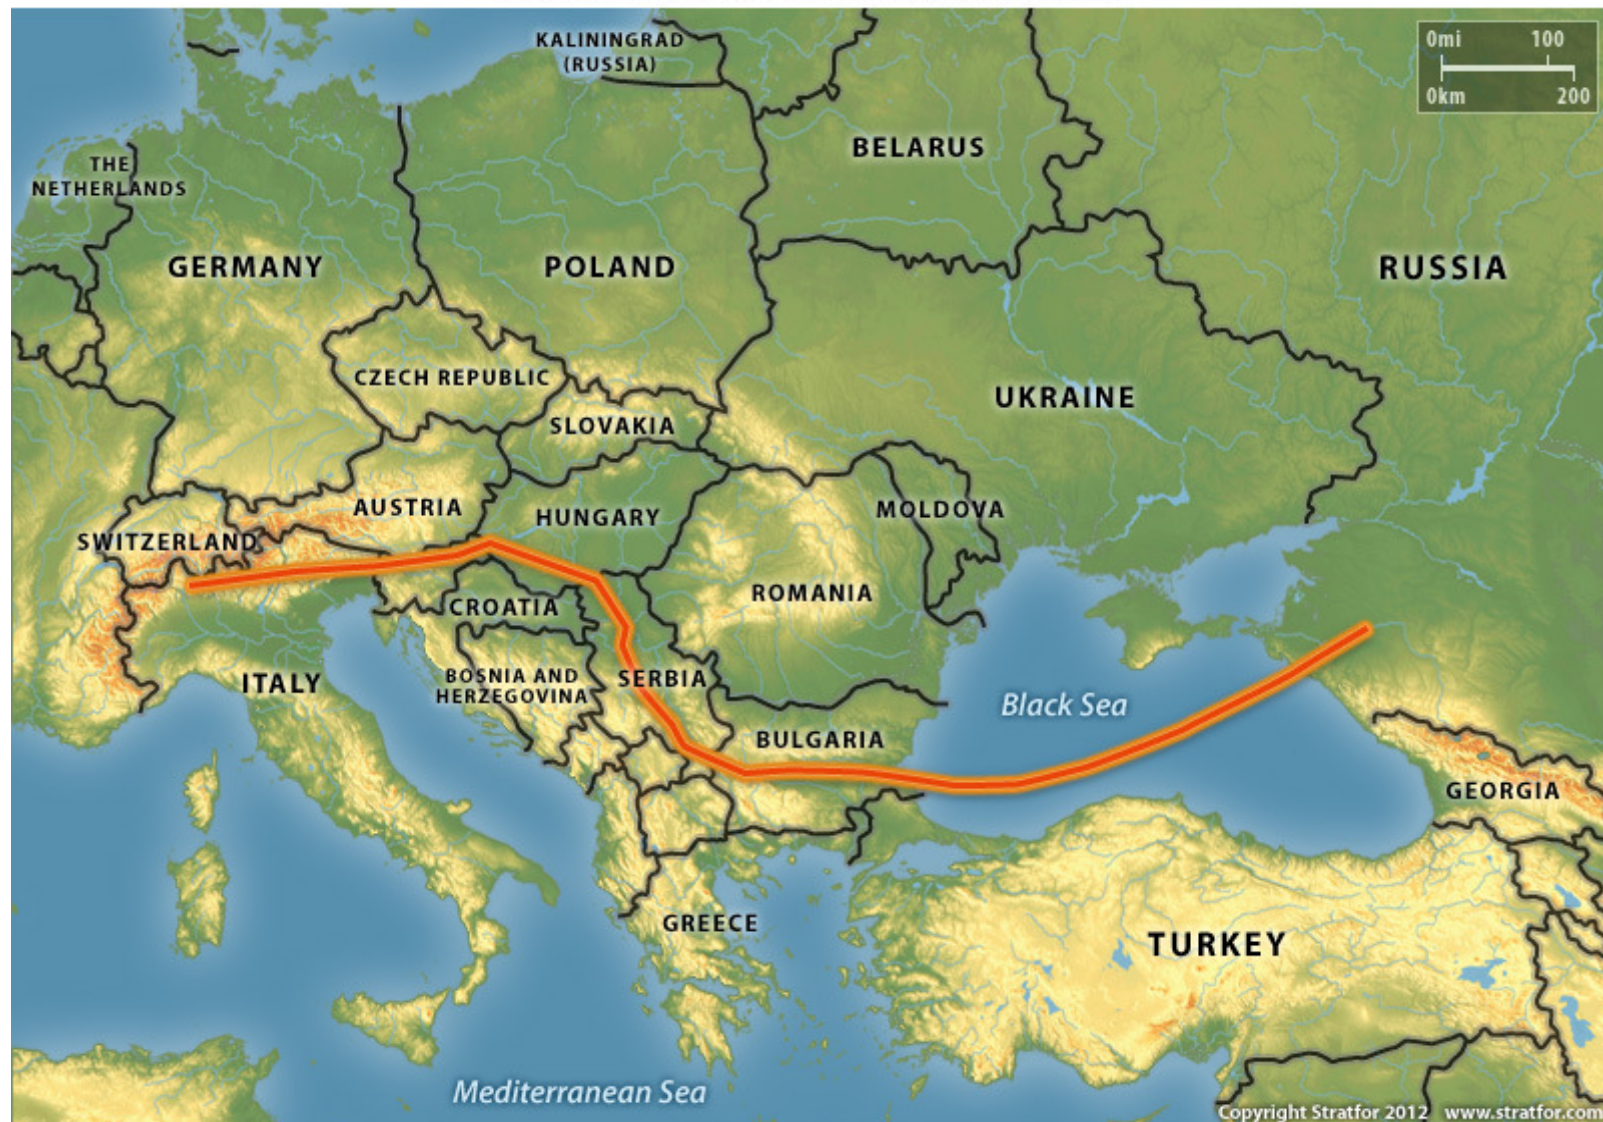 KALININGRAD
(RUSSIA)
0mi 100
0km 200
BELARUS
THE
NETHERLANDS
GERMANY
POLAND
RUSSIA
CZECH REPUBLIC
UKRAINE
SLOVAKIA
AUSTRIA
HUNGARY
MOLDOVA
SWITZERLAND
ROMANIA
CROATIA
ITALY
BOSNIA AND
HERZEGOVINA
SERBIA
Black Sea
BULGARIA
GEORGIA
GREECE
TURKEY
Mediterranean Sea
Copyright Stratfor 2012 www.stratfor.com